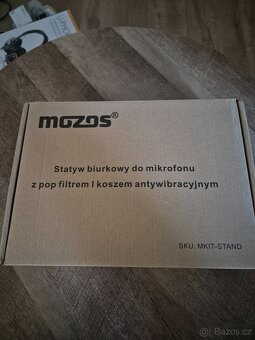 mozos®
Statyw biurkowy do mikrofonu
z pop filtrem I koszem antywibracyjnym
SKU: MKIT-STAND
Bazos.cz